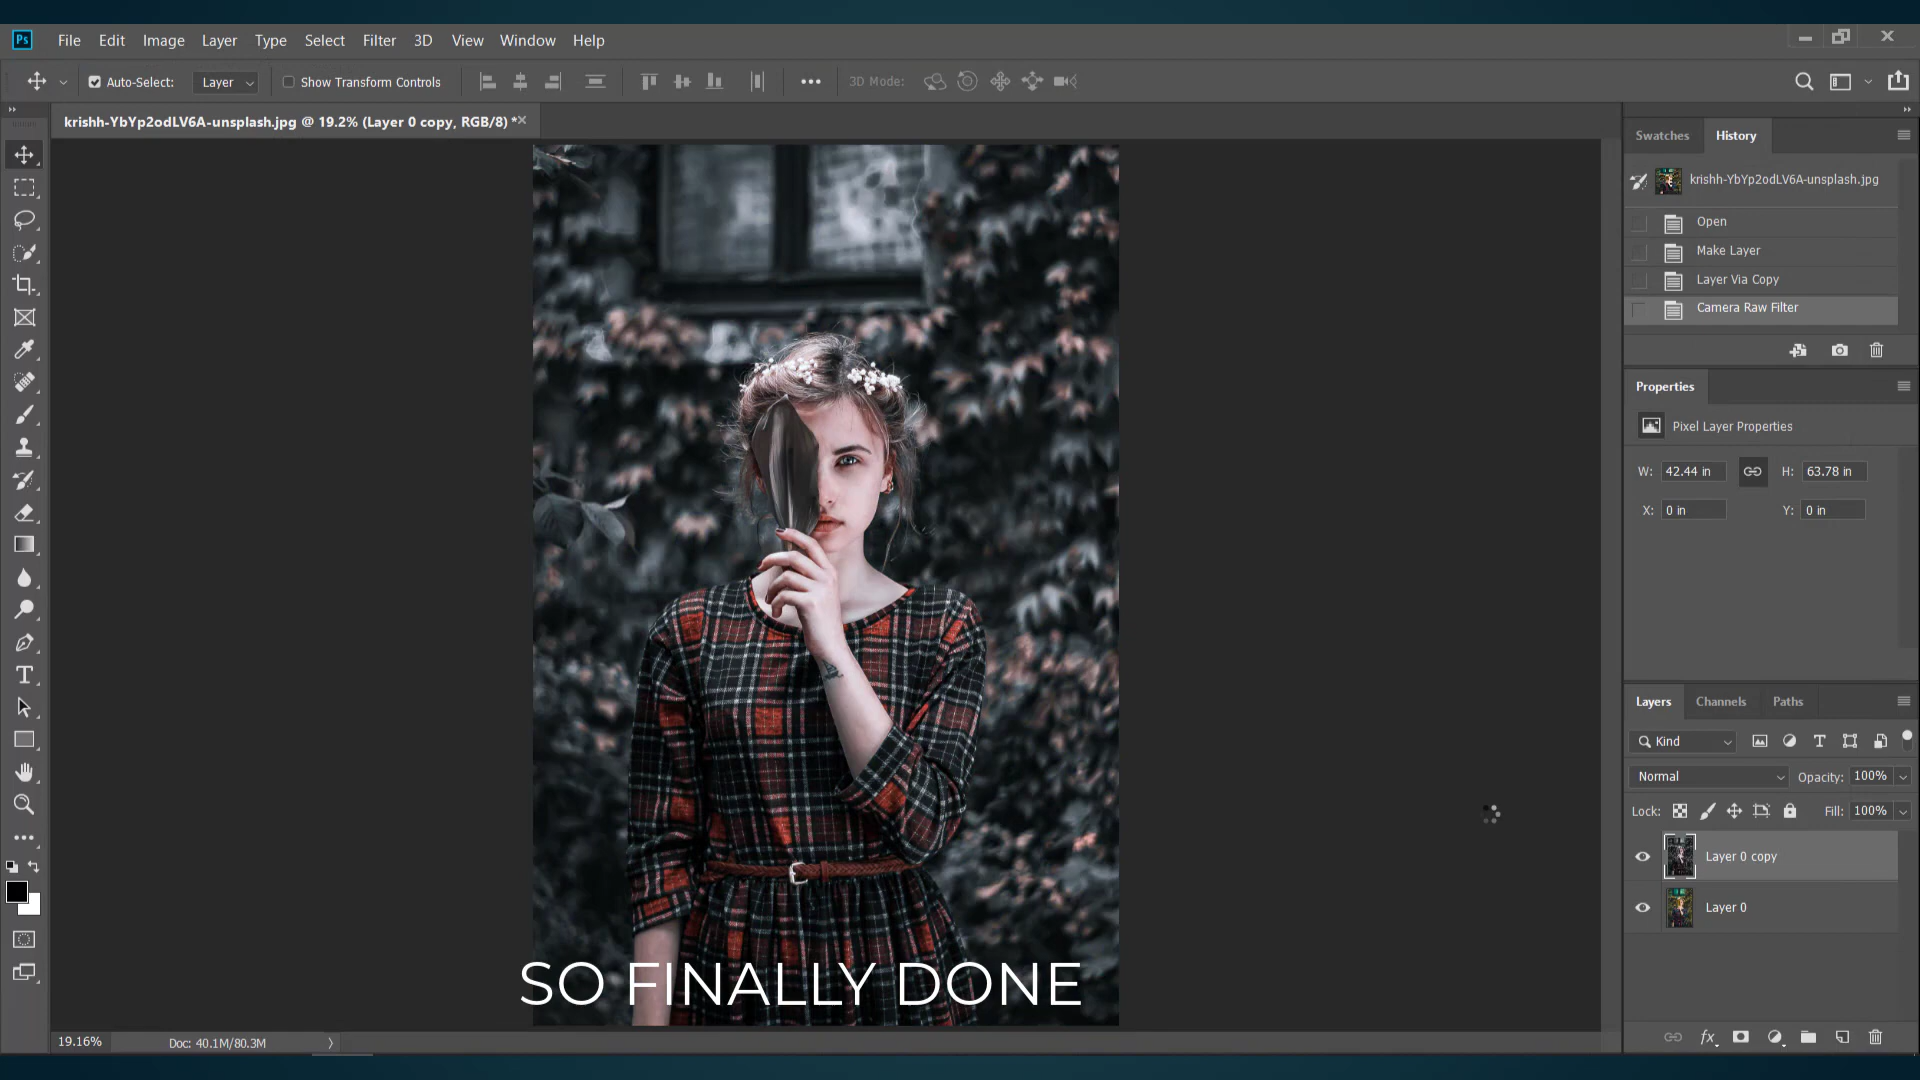 Ps File Edit Image Layer Type Select Filter 3D View Window Help
Auto-Select: Layer Show Transform Controls 3D Mode:
krishh-YbYp2odLV6A-unsplash.jpg @ 19.2% (Layer 0 copy, RGB/8) *
Swatches History
krishh-YbYp2odLV6A-unsplash.jpg
Open
Make Layer
Layer Via Copy
Camera Raw Filter
Properties
Pixel Layer Properties
W: 42.44 in H: 63.78 in
X: 0 in Y: 0 in
Layers Channels Paths
Kind
Normal Opacity: 100%
Lock: Fill: 100%
Layer 0 copy
Layer 0
fx
SO FINALLY DONE
19.16% Doc: 40.1M/80.3M